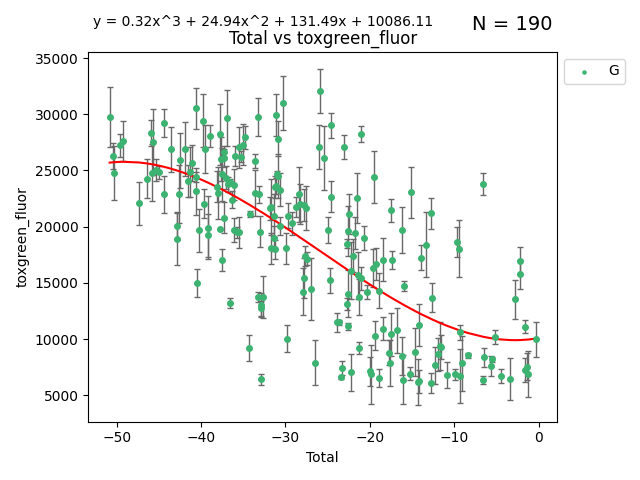 y = 0.32x^3 + 24.94x^2 + 131.49x + 10086.11
N = 190
Total vs toxgreen_fluor
G
35000
30000
25000
20000
15000
10000
5000
toxgreen_fluor
−50 −40 −30 −20 −10 0
Total